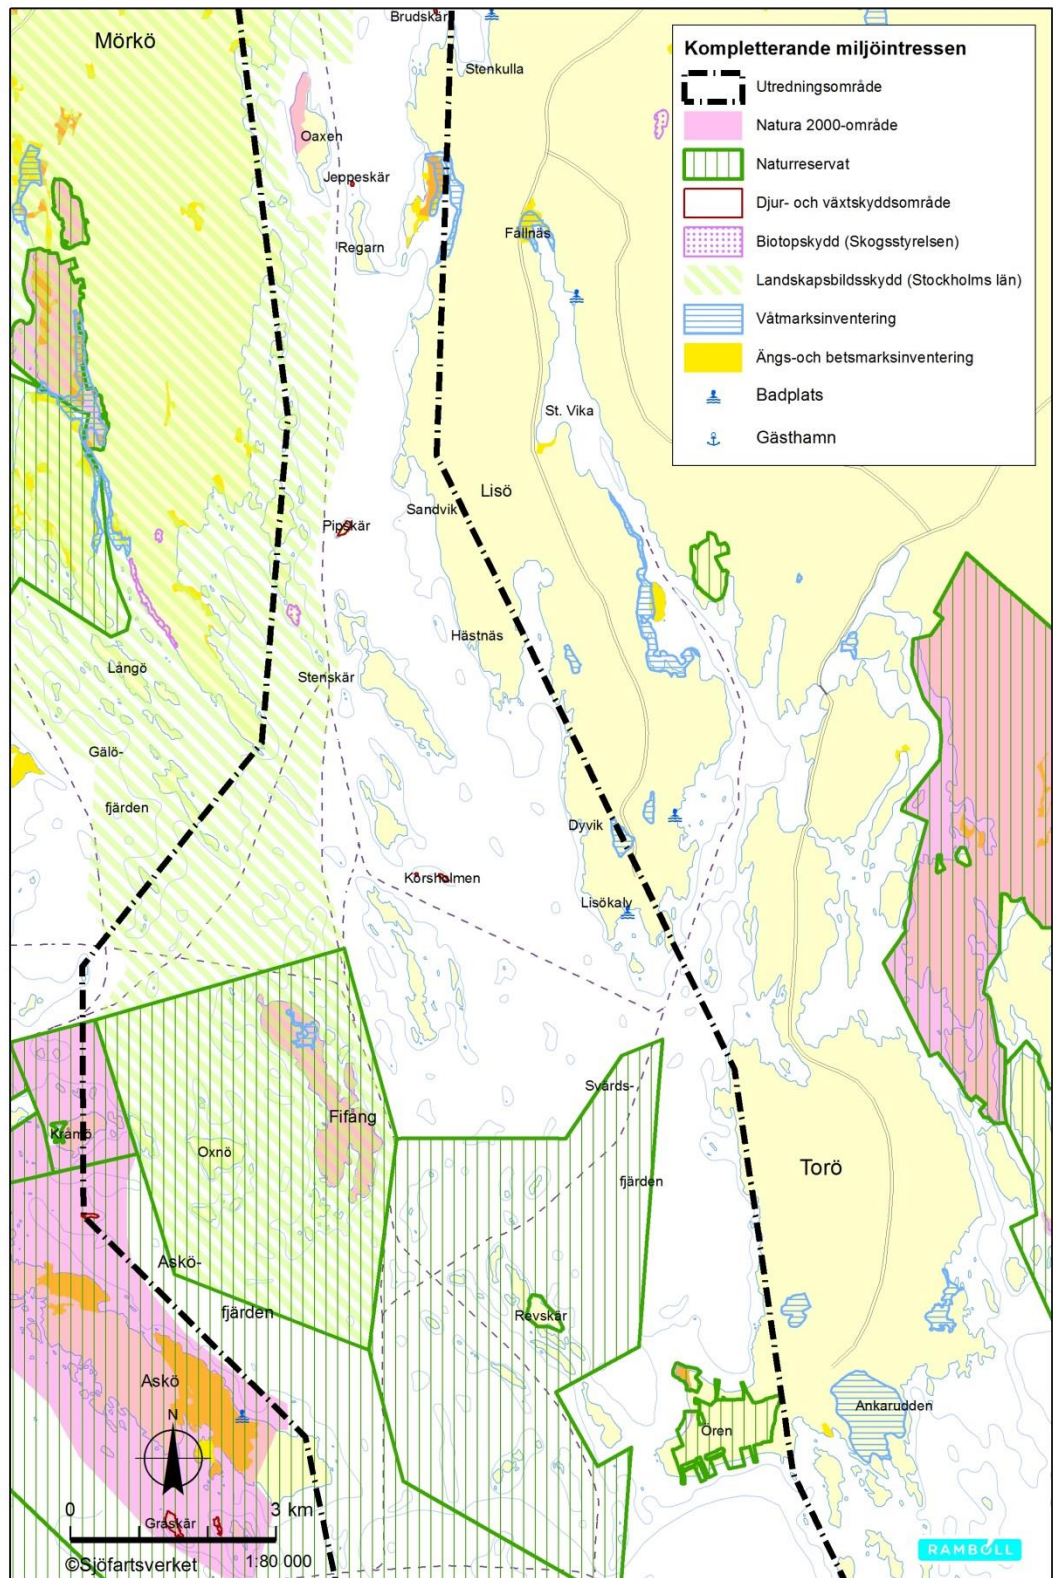 Mörkö
Brudskär
Stenkulla
Kompletterande miljöintressen
Utredningsområde
Natura 2000-område
Naturreservat
Djur- och växtskyddsområde
Biotopskydd (Skogsstyrelsen)
Landskapsbildsskydd (Stockholms län)
Våtmarksinventering
Ängs-och betsmarksinventering
Badplats
Gästhamn
Oaxen
Jeppeskär
Regarn
Fållnäs
St. Vika
Lisö
Sandvik
Pipskär
Hästnäs
Långö
Stenskär
Gälö-
fjärden
Dyvik
Korsholmen
Lisökalv
Svärds-
fjärden
Kråmö
Fifång
Oxnö
Torö
Askö-
fjärden
Revskär
Askö
Ankarudden
Ören
N
0 3 km
Gråskär
©Sjöfartsverket 1:80 000
RAMBOLL